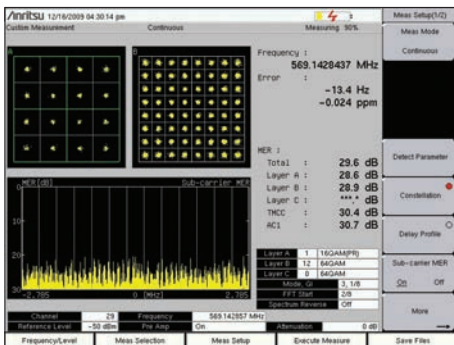 Anritsu 12/16/2009 04:30:14 pm
Custom Measurement Continuous Measuring 90%
A
B
Frequency :
569.1428437 MHz
Error :
-13.4 Hz
-0.024 ppm
MER :
Total : 29.6 dB
Layer A : 28.6 dB
Layer B : 28.9 dB
Layer C : **.* dB
TMCC : 30.4 dB
AC1 : 30.7 dB
MER[dB] Sub-carrier MER
0
10
20
30
-2.785 0 [MHz] 2.785
Layer A 1 16QAM(PR)
Layer B 12 64QAM
Layer C 0 64QAM
Mode, GI 3, 1/8
FFT Start 2/8
Spectrum Reverse Off
Channel 29 Frequency 569.142857 MHz
Reference Level -50 dBm Pre Amp On Attenuation 0 dB
Meas Setup(1/2)
Meas Mode
Continuous
Detect Parameter
Constellation
Delay Profile
Sub-carrier MER
On Off
More
Frequency/Level Meas Selection Meas Setup Execute Measure Save Files